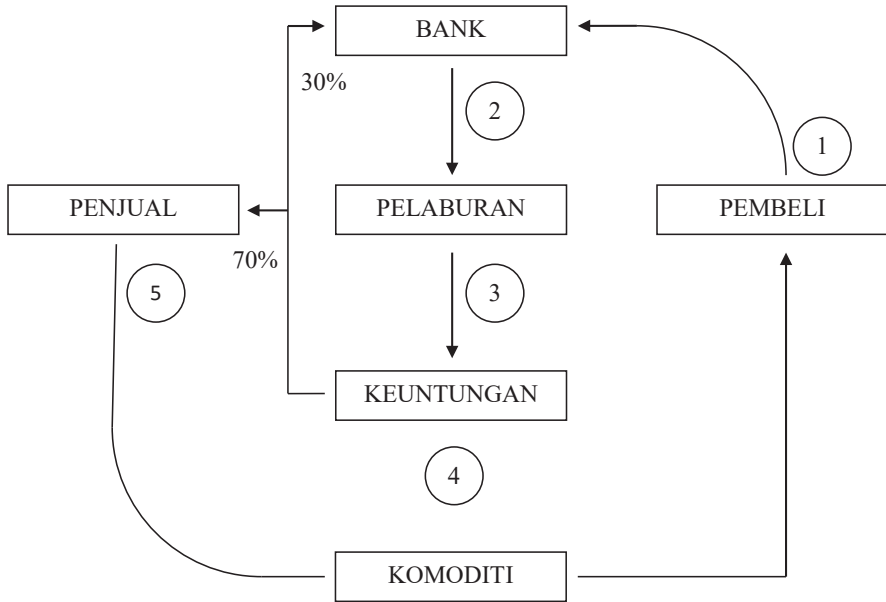 BANK
30%
2
1
PENJUAL
PELABURAN
PEMBELI
70%
5
3
KEUNTUNGAN
4
KOMODITI